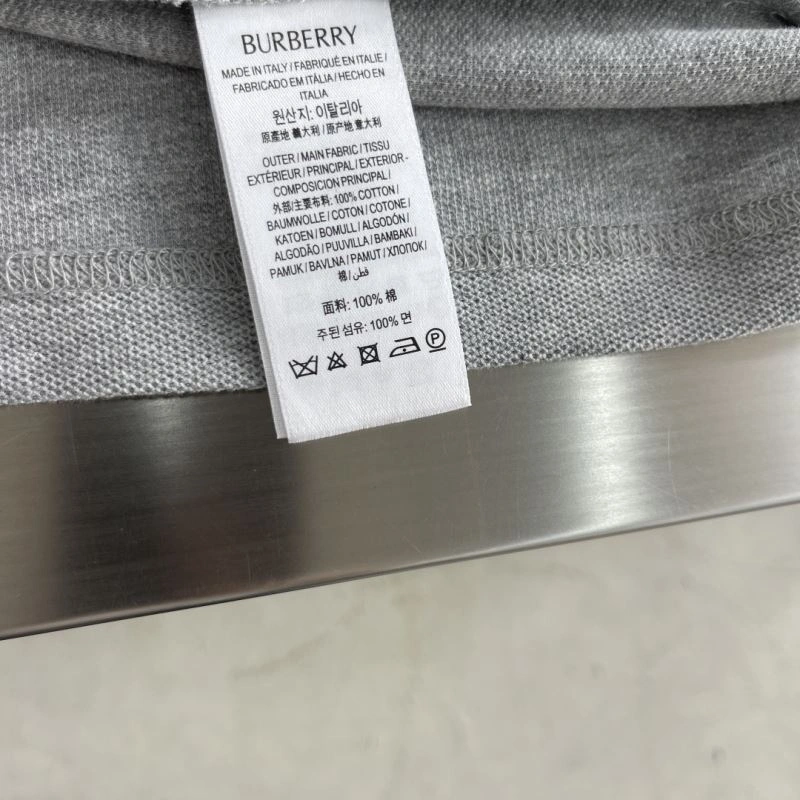 BURBERRY
MADE IN ITALY / FABRIQUÉ EN ITALIE /
FABRICADO EM ITÁLIA / HECHO EN
ITALIA
원산지: 이탈리아
原產地 義大利 / 原产地 意大利
OUTER / MAIN FABRIC / TISSU
EXTÉRIEUR / PRINCIPAL / EXTERIOR -
COMPOSICION PRINCIPAL /
外部/主要布料: 100% COTTON /
BAUMWOLLE / COTON / COTONE /
KATOEN / BOMULL / ALGODÓN /
ALGODÃO / PUUVILLA / BAMBAKI /
PAMUK / BAVLNA / PAMUT / ХЛОПОК /
棉 / قطن
面料: 100% 棉
주된 섬유: 100% 면
P